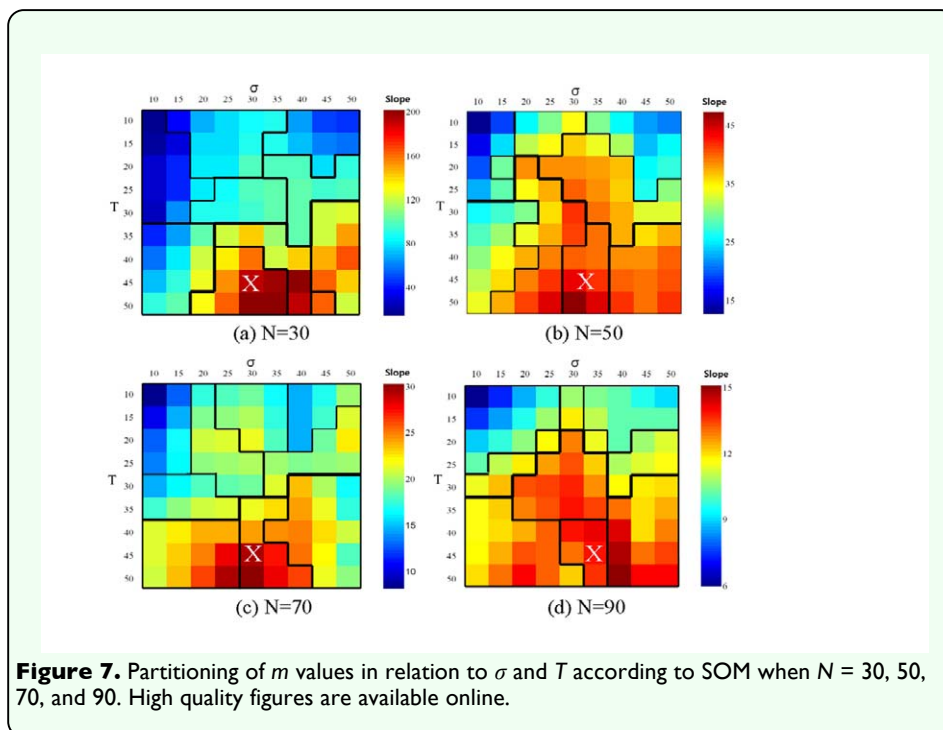 σ
10 15 20 25 30 35 40 45 50
Slope
10
15
20
25
T
30
35
40
45
50
X
200
160
120
80
40
(a) N=30
σ
10 15 20 25 30 35 40 45 50
Slope
10
15
20
25
T
30
35
40
45
50
X
45
35
25
15
(b) N=50
σ
10 15 20 25 30 35 40 45 50
Slope
10
15
20
25
T
30
35
40
45
50
X
30
25
20
15
10
(c) N=70
σ
10 15 20 25 30 35 40 45 50
Slope
10
15
20
25
T
30
35
40
45
50
X
15
12
9
6
(d) N=90
Figure 7. Partitioning of m values in relation to σ and T according to SOM when N = 30, 50,
70, and 90. High quality figures are available online.